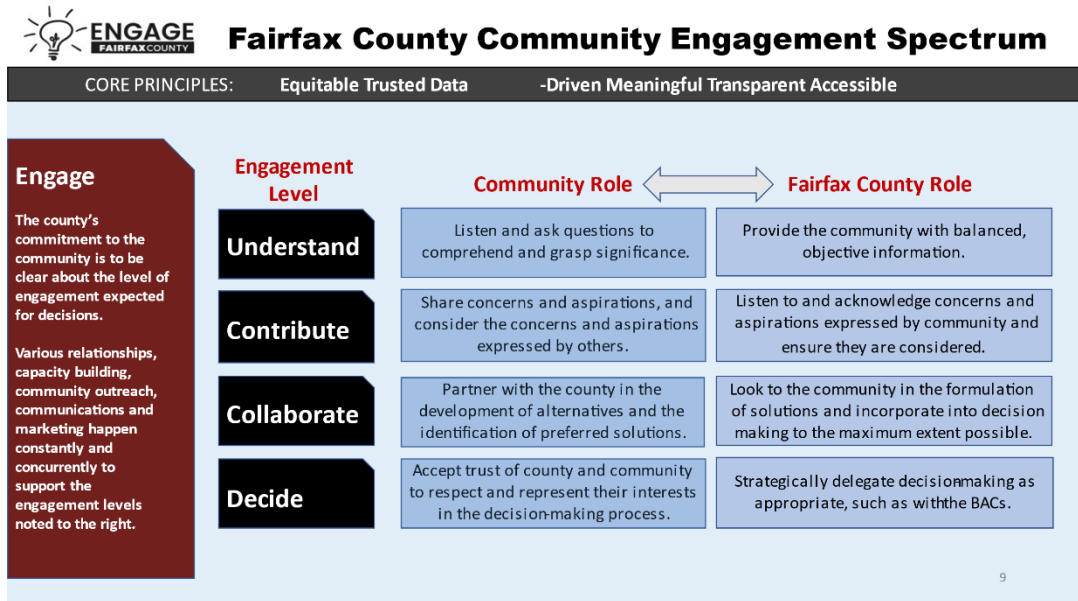 ENGAGE
FAIRFAX COUNTY
Fairfax County Community Engagement Spectrum
CORE PRINCIPLES: Equitable Trusted Data -Driven Meaningful Transparent Accessible
Engage
The county's
commitment to the
community is to be
clear about the level of
engagement expected
for decisions.
Various relationships,
capacity building,
community outreach,
communications and
marketing happen
constantly and
concurrently to
support the
engagement levels
noted to the right.
Engagement
Level
Community Role
Fairfax County Role
Understand
Listen and ask questions to
comprehend and grasp significance.
Provide the community with balanced,
objective information.
Contribute
Share concerns and aspirations, and
consider the concerns and aspirations
expressed by others.
Listen to and acknowledge concerns and
aspirations expressed by community and
ensure they are considered.
Collaborate
Partner with the county in the
development of alternatives and the
identification of preferred solutions.
Look to the community in the formulation
of solutions and incorporate into decision
making to the maximum extent possible.
Decide
Accept trust of county and community
to respect and represent their interests
in the decision-making process.
Strategically delegate decisionmaking as
appropriate, such as withthe BACs.
9